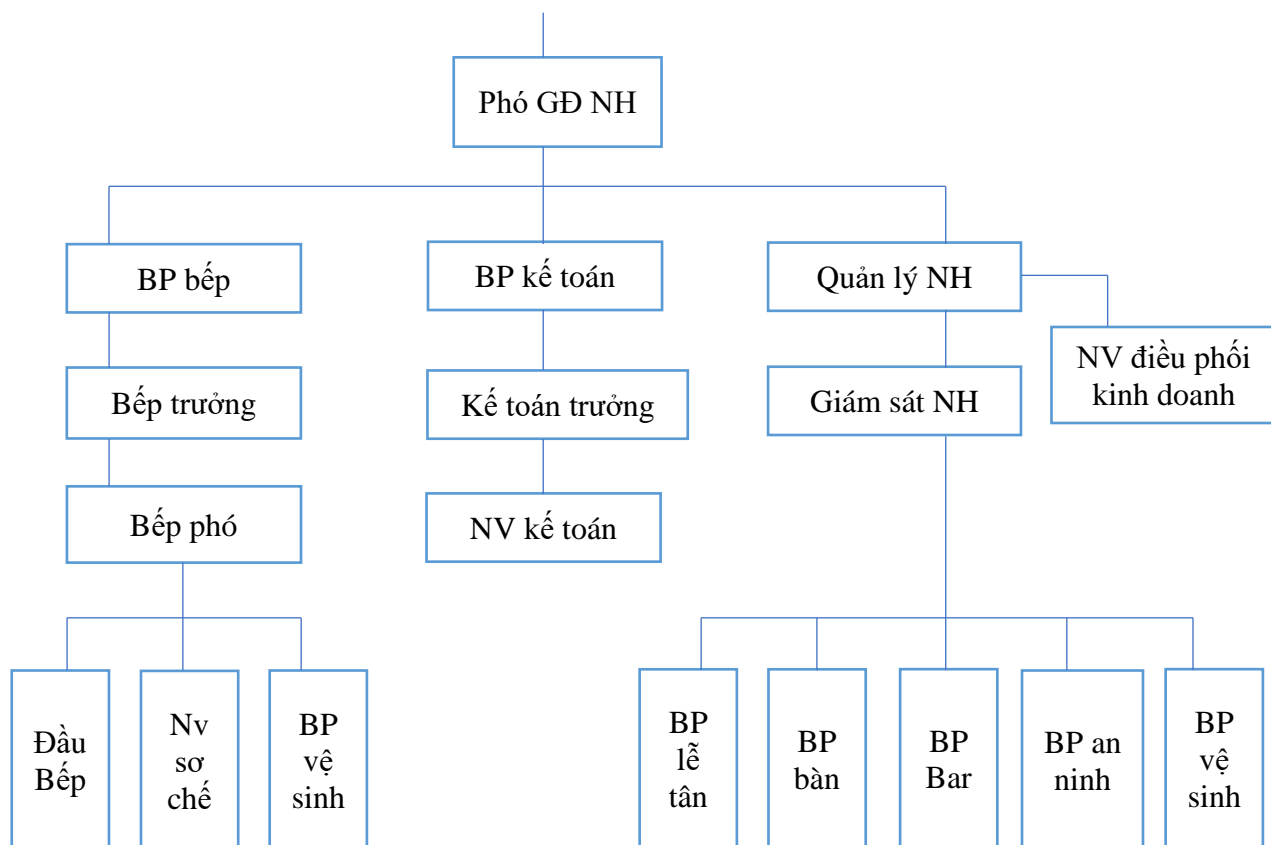 Phó GĐ NH
BP bếp
BP kế toán
Quản lý NH
NV điều phối
kinh doanh
Bếp trưởng
Kế toán trưởng
Giám sát NH
Bếp phó
NV kế toán
Đầu
Bếp
Nv
sơ
chế
BP
vệ
sinh
BP
lễ
tân
BP
bàn
BP
Bar
BP an
ninh
BP
vệ
sinh